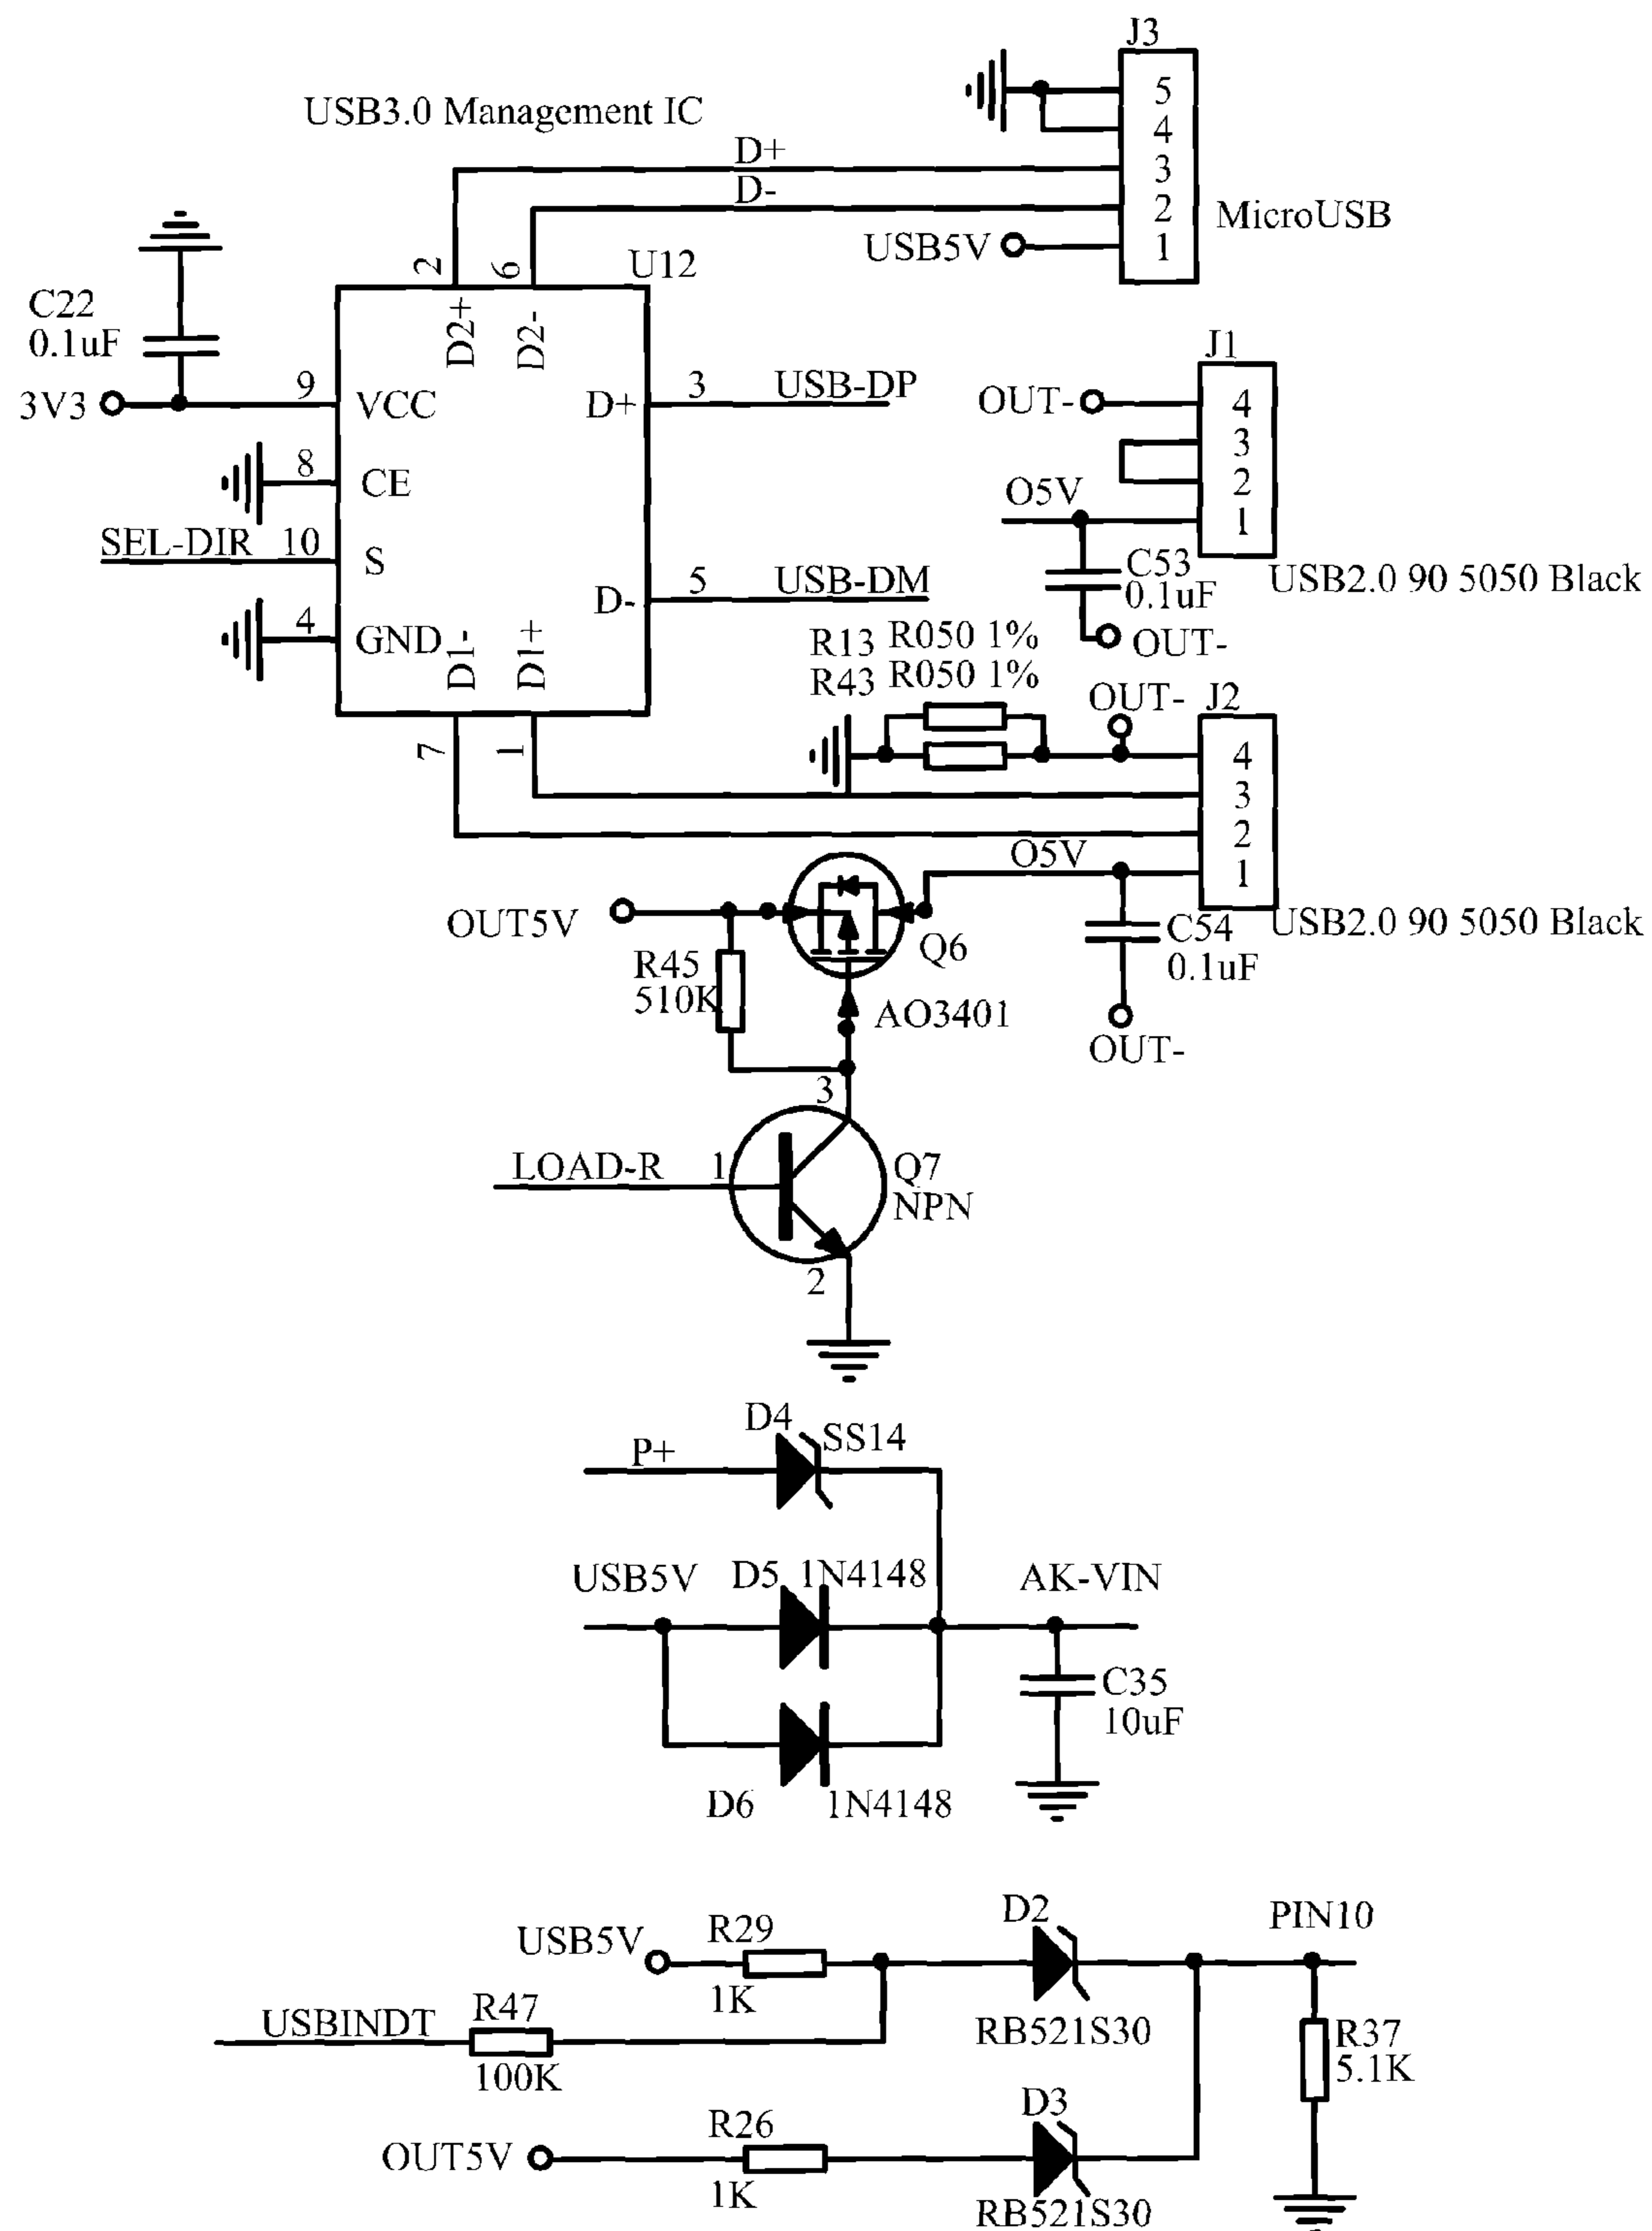 J3
USB3.0 Management IC
5
4
D+
3
D-
2
MicroUSB
USB5V
1
2
6
U12
C22
0.1uF
D2+
D2-
J1
3V3
9
VCC
D+
3
USB-DP
OUT-
4
3
8
CE
2
O5V
1
SEL-DIR
10
S
C53
0.1uF
USB2.0 90 5050 Black
D-
5
USB-DM
4
GND
D1-
D1+
R13 R050 1%
R43 R050 1%
OUT-
OUT-
J2
7
1
4
3
2
O5V
1
OUT5V
Q6
C54
0.1uF
USB2.0 90 5050 Black
R45
510K
AO3401
OUT-
3
LOAD-R
1
Q7
NPN
2
D4
SS14
P+
USB5V
D5
1N4148
AK-VIN
C35
10uF
D6
1N4148
D2
PIN10
USB5V
R29
1K
USBINDT
R47
100K
RB521S30
R37
5.1K
D3
R26
OUT5V
1K
RB521S30